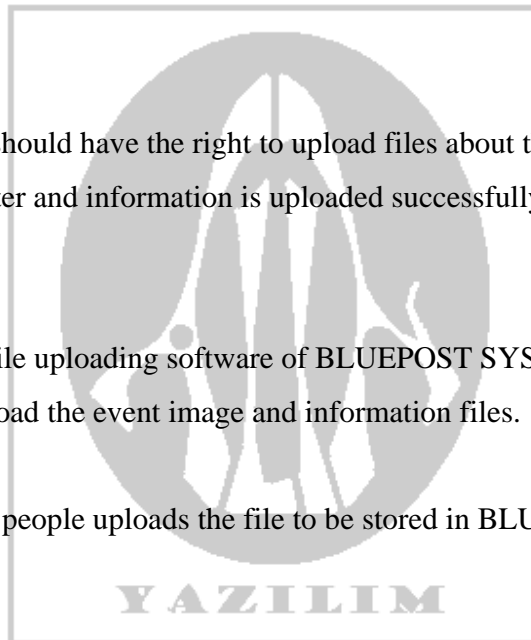 should have the right to upload files about t
ter and information is uploaded successfully
ile uploading software of BLUEPOST SYS
oad the event image and information files.
people uploads the file to be stored in BLU
YAZILIM